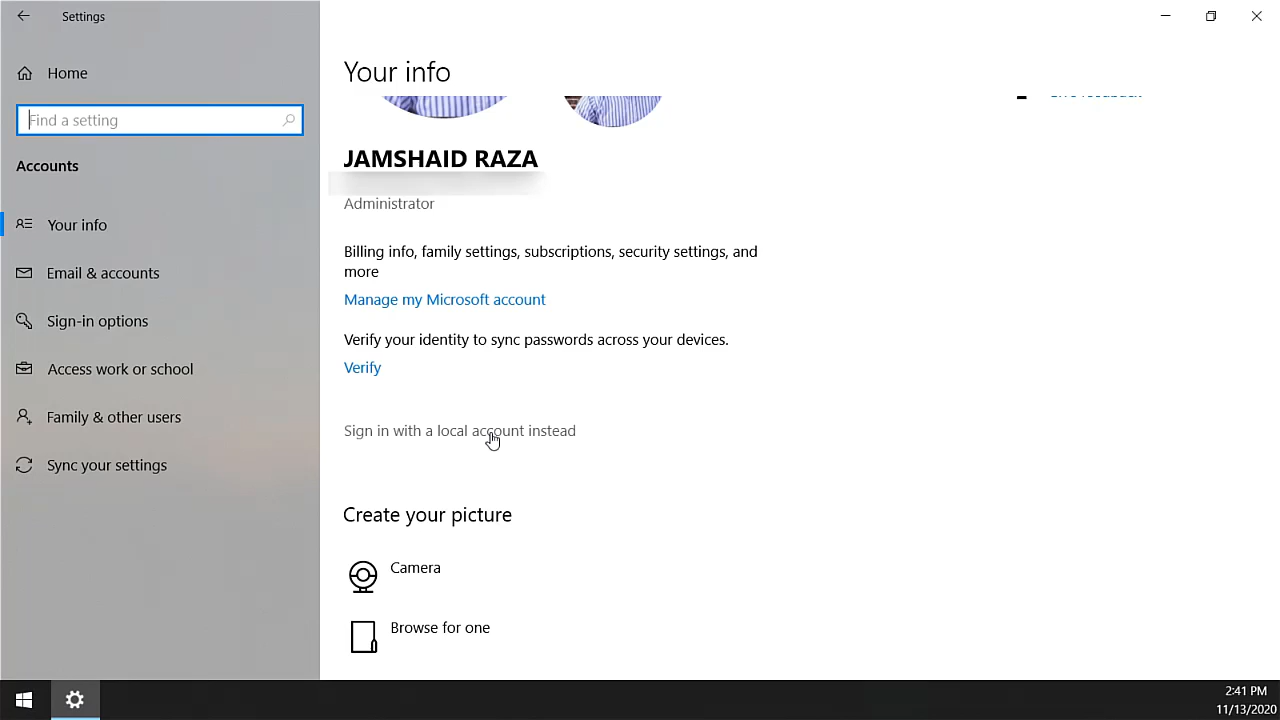 Settings
Home
Find a setting
Accounts
Your info
Email & accounts
Sign-in options
Access work or school
Family & other users
Sync your settings
Your info
JAMSHAID RAZA
Administrator
Billing info, family settings, subscriptions, security settings, and
more
Manage my Microsoft account
Verify your identity to sync passwords across your devices.
Verify
Sign in with a local account instead
Create your picture
Camera
Browse for one
2:41 PM
11/13/2020